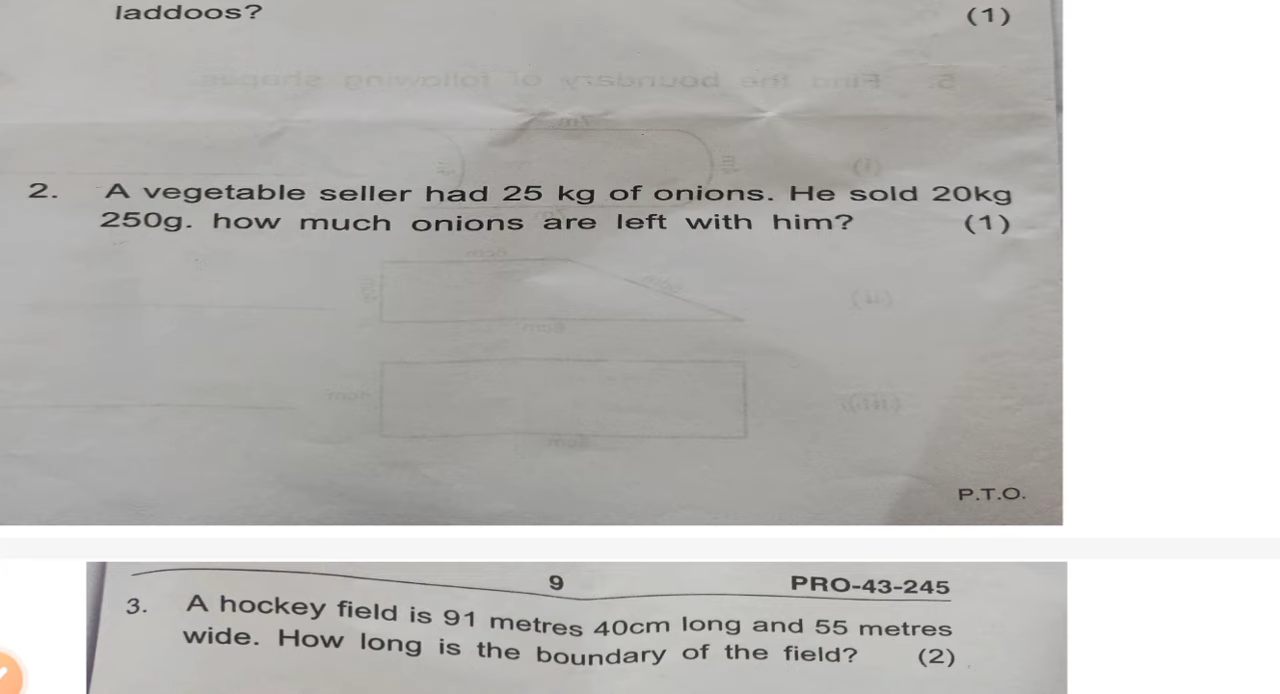 laddoos? (1)
2. A vegetable seller had 25 kg of onions. He sold 20kg
250g. how much onions are left with him? (1)
P.T.O.
9 PRO-43-245
3. A hockey field is 91 metres 40cm long and 55 metres
wide. How long is the boundary of the field? (2)